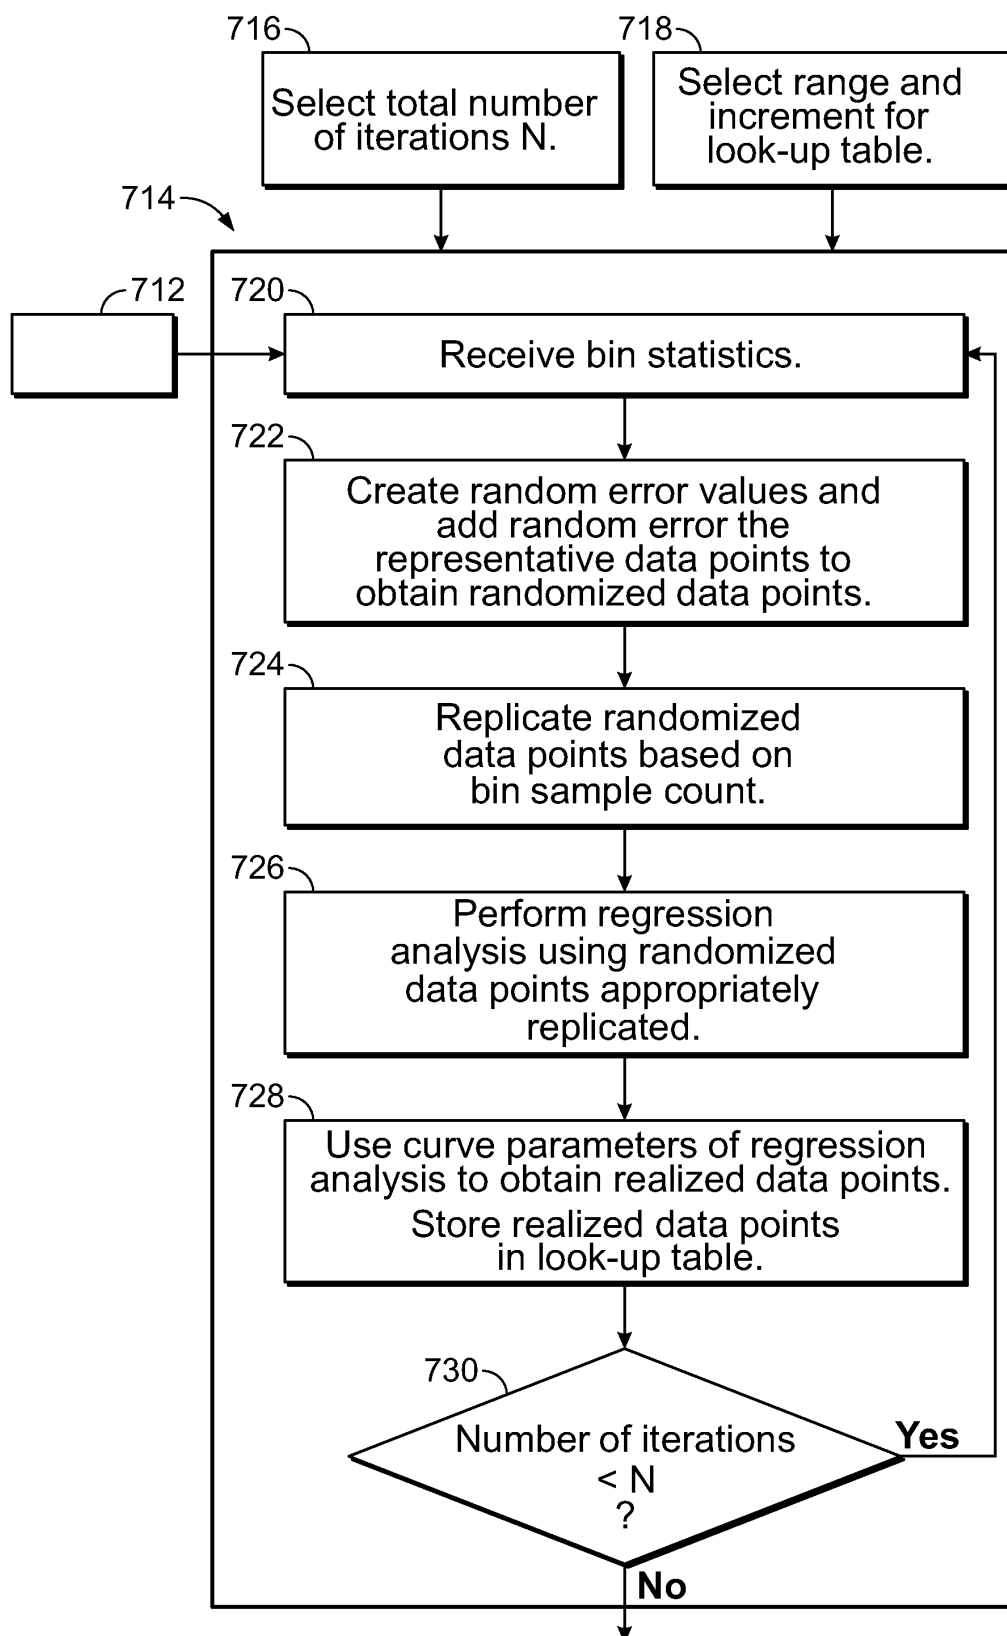 716
Select total number
of iterations N.
718
Select range and
increment for
look-up table.
714
712
720
Receive bin statistics.
722
Create random error values and
add random error the
representative data points to
obtain randomized data points.
724
Replicate randomized
data points based on
bin sample count.
726
Perform regression
analysis using randomized
data points appropriately
replicated.
728
Use curve parameters of regression
analysis to obtain realized data points.
Store realized data points
in look-up table.
730
Number of iterations
< N
?
Yes
No